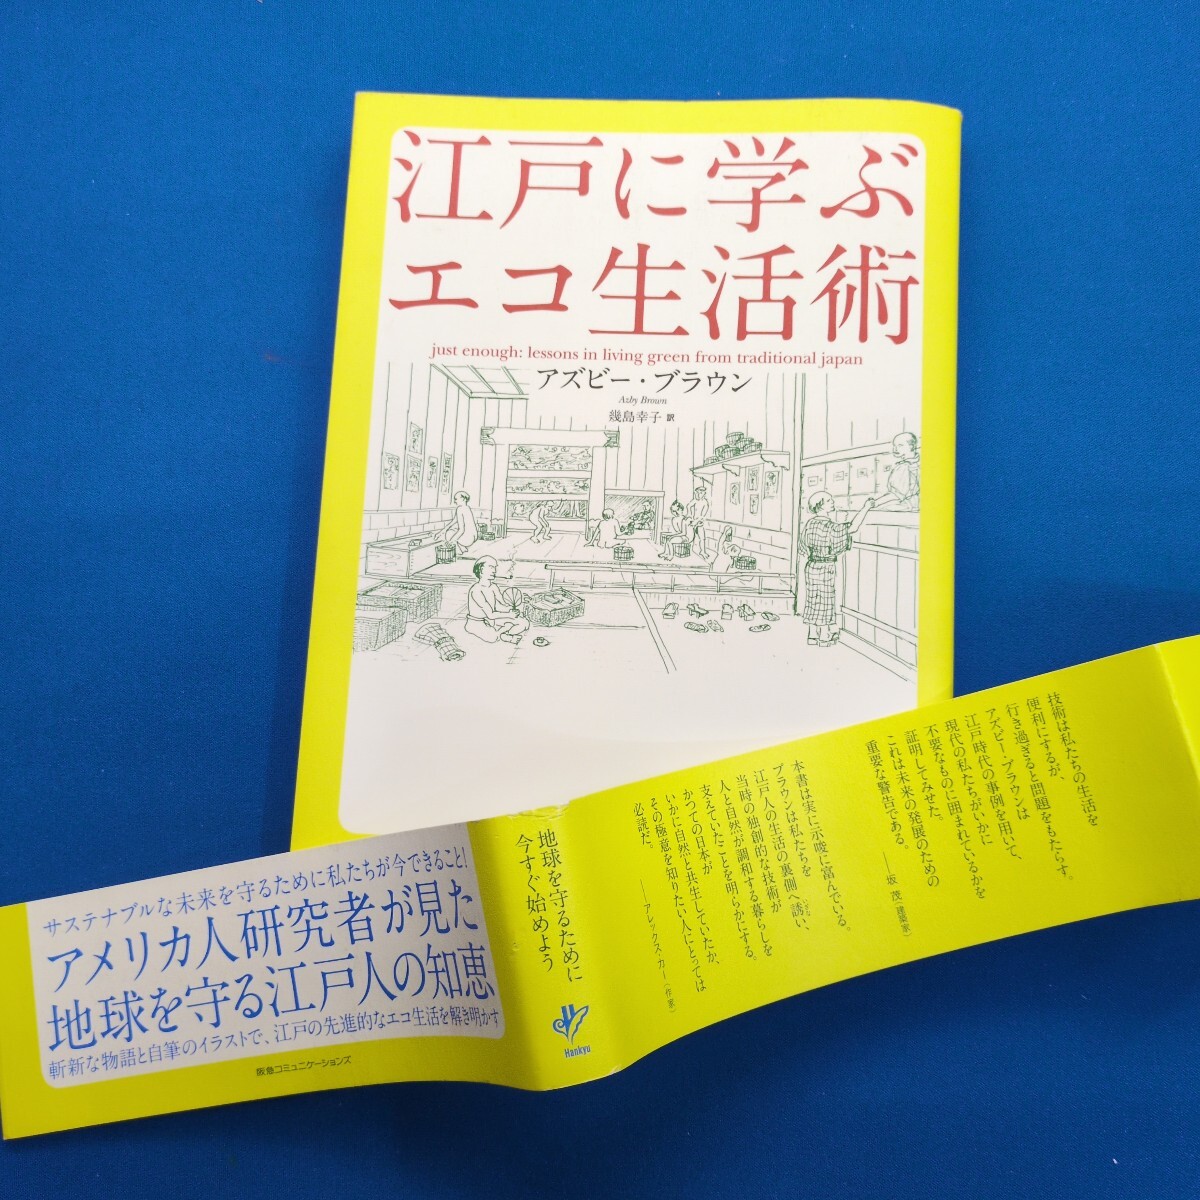 江戸に学ぶ
エコ生活術
just enough: lessons in living green from traditional japan
アズビー・ブラウン
Azby Brown
幾島幸子 訳
サステナブルな未来を守るために私たちが今できること!
アメリカ人研究者が見た
地球を守る江戸人の知恵
斬新な物語と自筆のイラストで、江戸の先進的なエコ生活を解き明かす
阪急コミュニケーションズ
地球を守るために
今すぐ始めよう
Hankyu
技術は私たちの生活を
便利にするが、
行き過ぎると問題をもたらす。
アズビー・ブラウンは
江戸時代の事例を用いて、
現代の私たちがいかに
不要なものに囲まれているかを
証明してみせた。
これは未来の発展のための
重要な警告である。
——坂 茂(建築家)
本書は実に示唆に富んでいる。
ブラウンは私たちを
江戸人の生活の裏側へ誘い、
当時の独創的な技術が
人と自然が調和する暮らしを
支えていたことを明らかにする。
かつての日本が
いかに自然と共生していたか、
その極意を知りたい人にとっては
必読だ。
——アレックス・カー(作家)